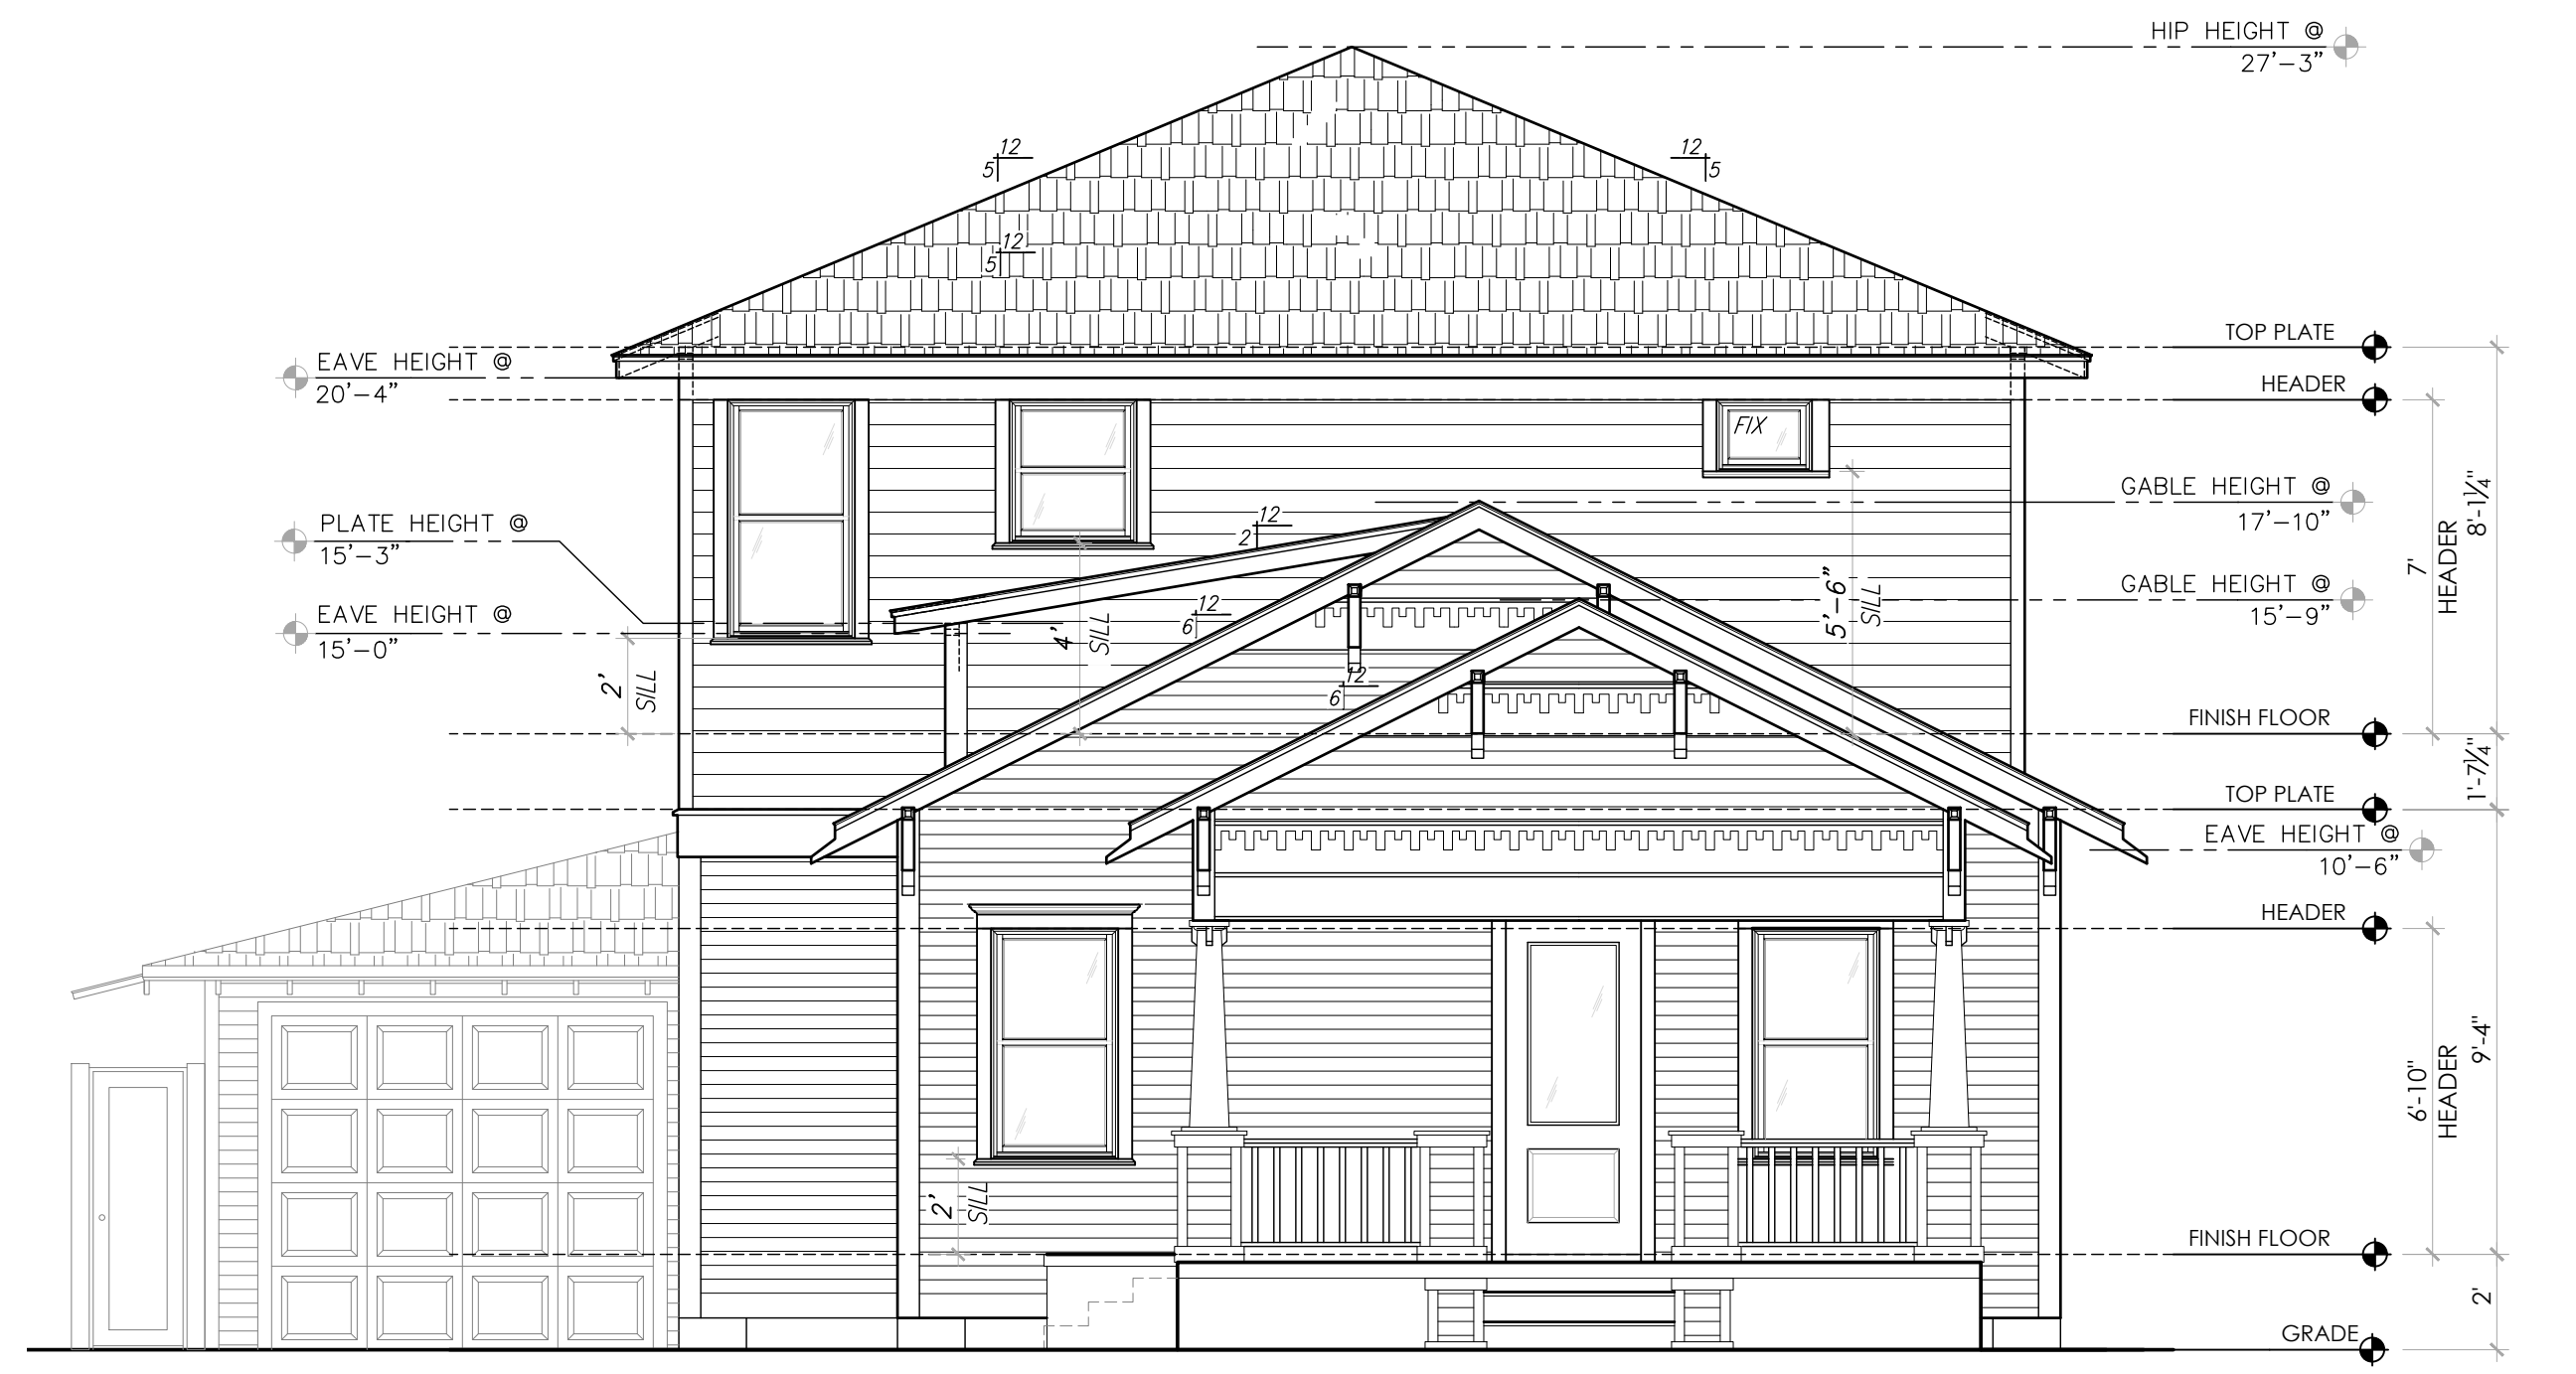 HIP HEIGHT @
27'-3"
12
5
12
5
12
5
TOP PLATE
EAVE HEIGHT @
20'-4"
HEADER
FIX
GABLE HEIGHT @
17'-10"
8'-1¼"
7'
HEADER
PLATE HEIGHT @
15'-3"
12
2
GABLE HEIGHT @
15'-9"
EAVE HEIGHT @
15'-0"
12
6
4'
SILL
5'-6"
SILL
2'
SILL
12
6
FINISH FLOOR
1'-7¼"
TOP PLATE
EAVE HEIGHT @
10'-6"
HEADER
6'-10"
HEADER
9'-4"
2'
SILL
FINISH FLOOR
2'
GRADE